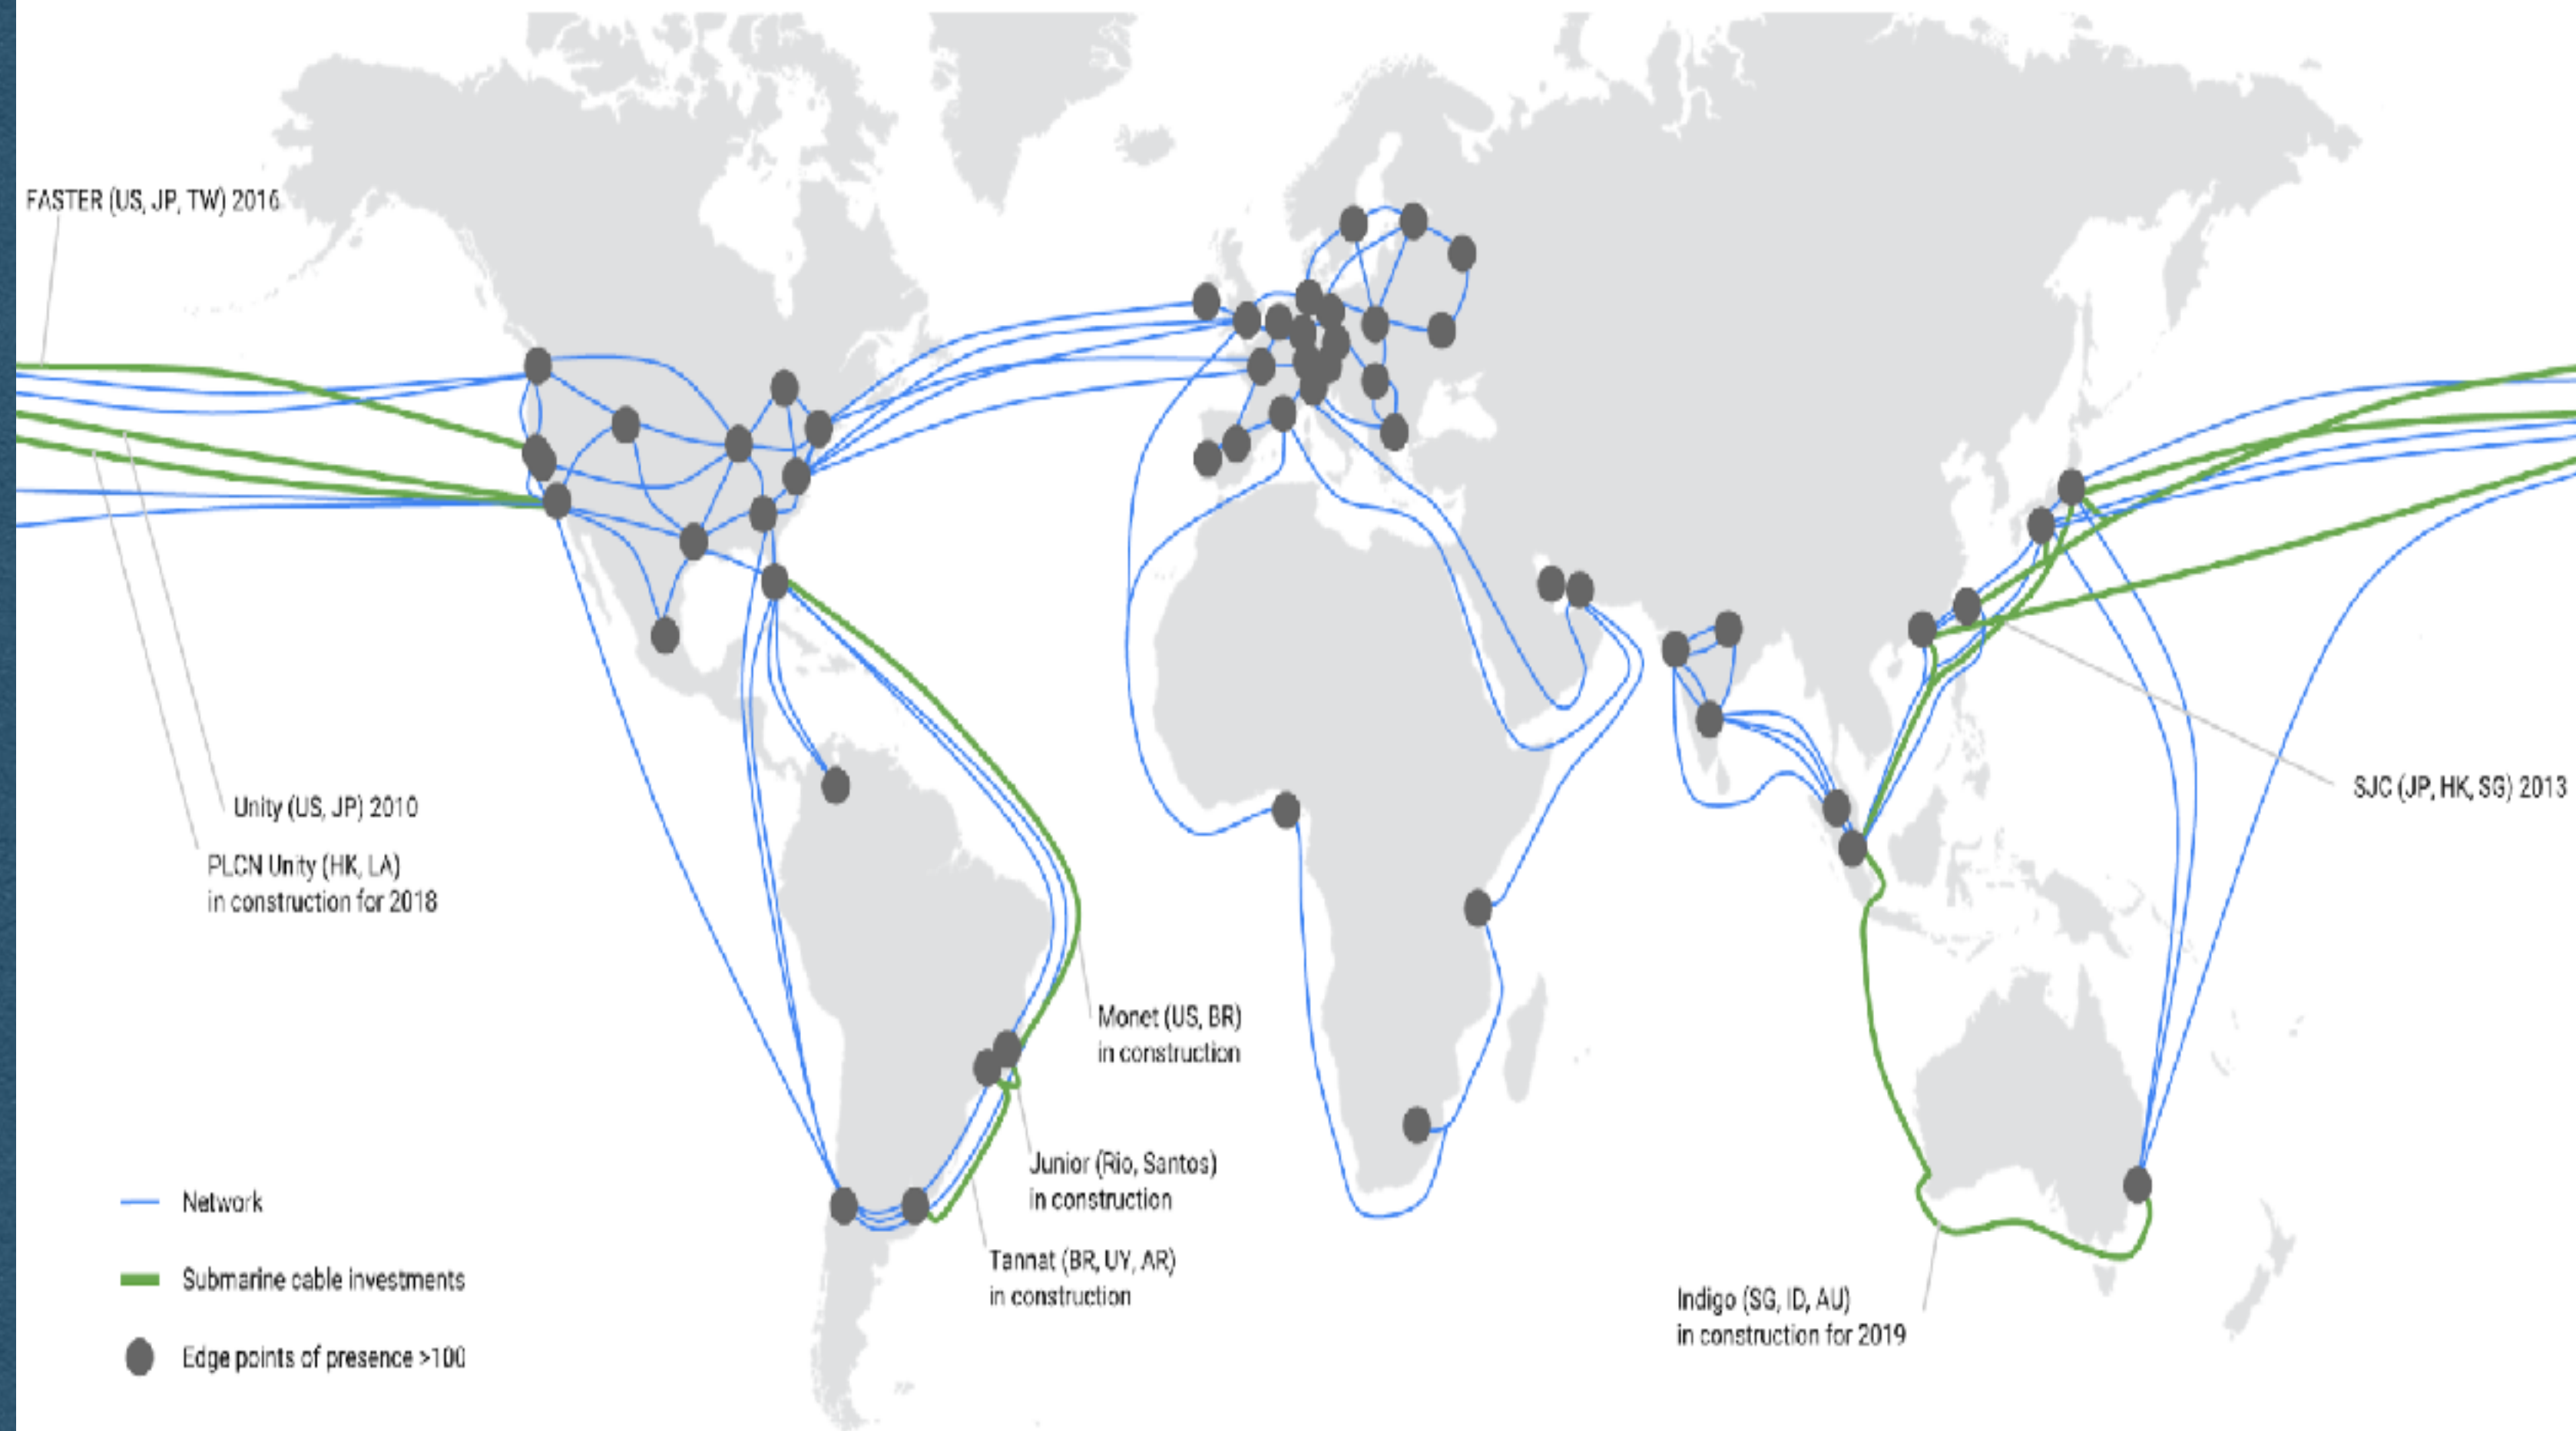 FASTER (US, JP, TW) 2016
Unity (US, JP) 2010
PLCN Unity (HK, LA)
in construction for 2018
SJC (JP, HK, SG) 2013
Monet (US, BR)
in construction
Junior (Rio, Santos)
in construction
Tannat (BR, UY, AR)
in construction
Indigo (SG, ID, AU)
in construction for 2019
Network
Submarine cable investments
Edge points of presence >100